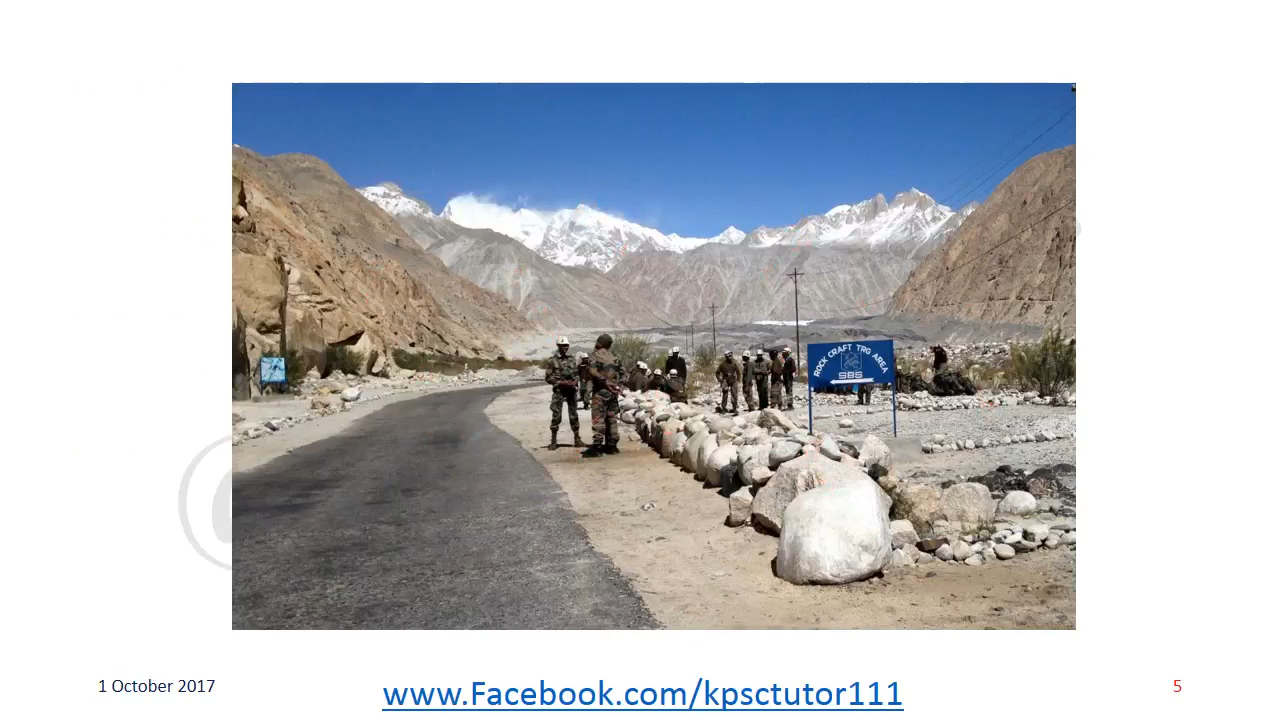 ROCK CRAFT TRG AREA
SBS
1 October 2017
www.Facebook.com/kpsctutor111
5